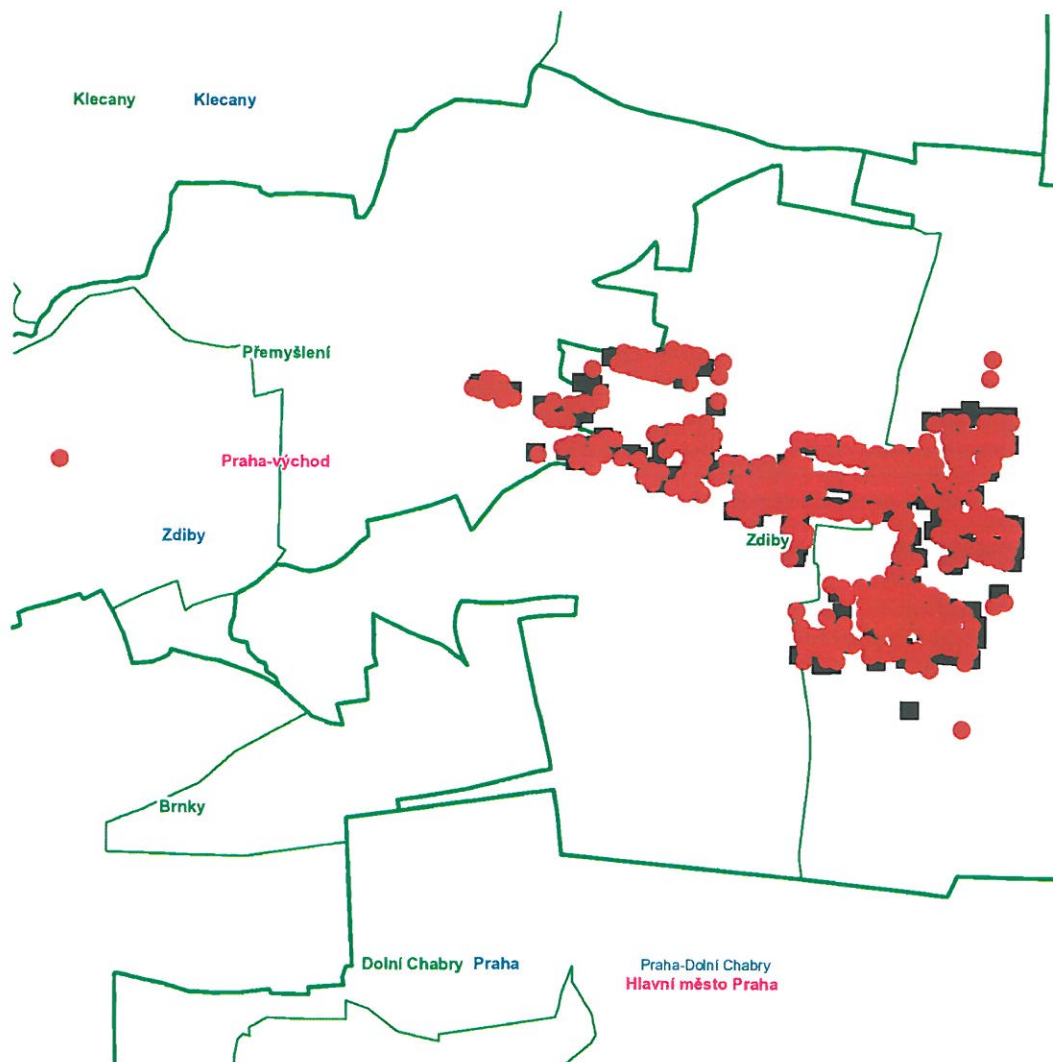 Klecany Klecany
Přemyšlení
Praha-východ
Zdiby
Zdiby
Brnky
Dolní Chabry Praha
Praha-Dolní Chabry
Hlavní město Praha